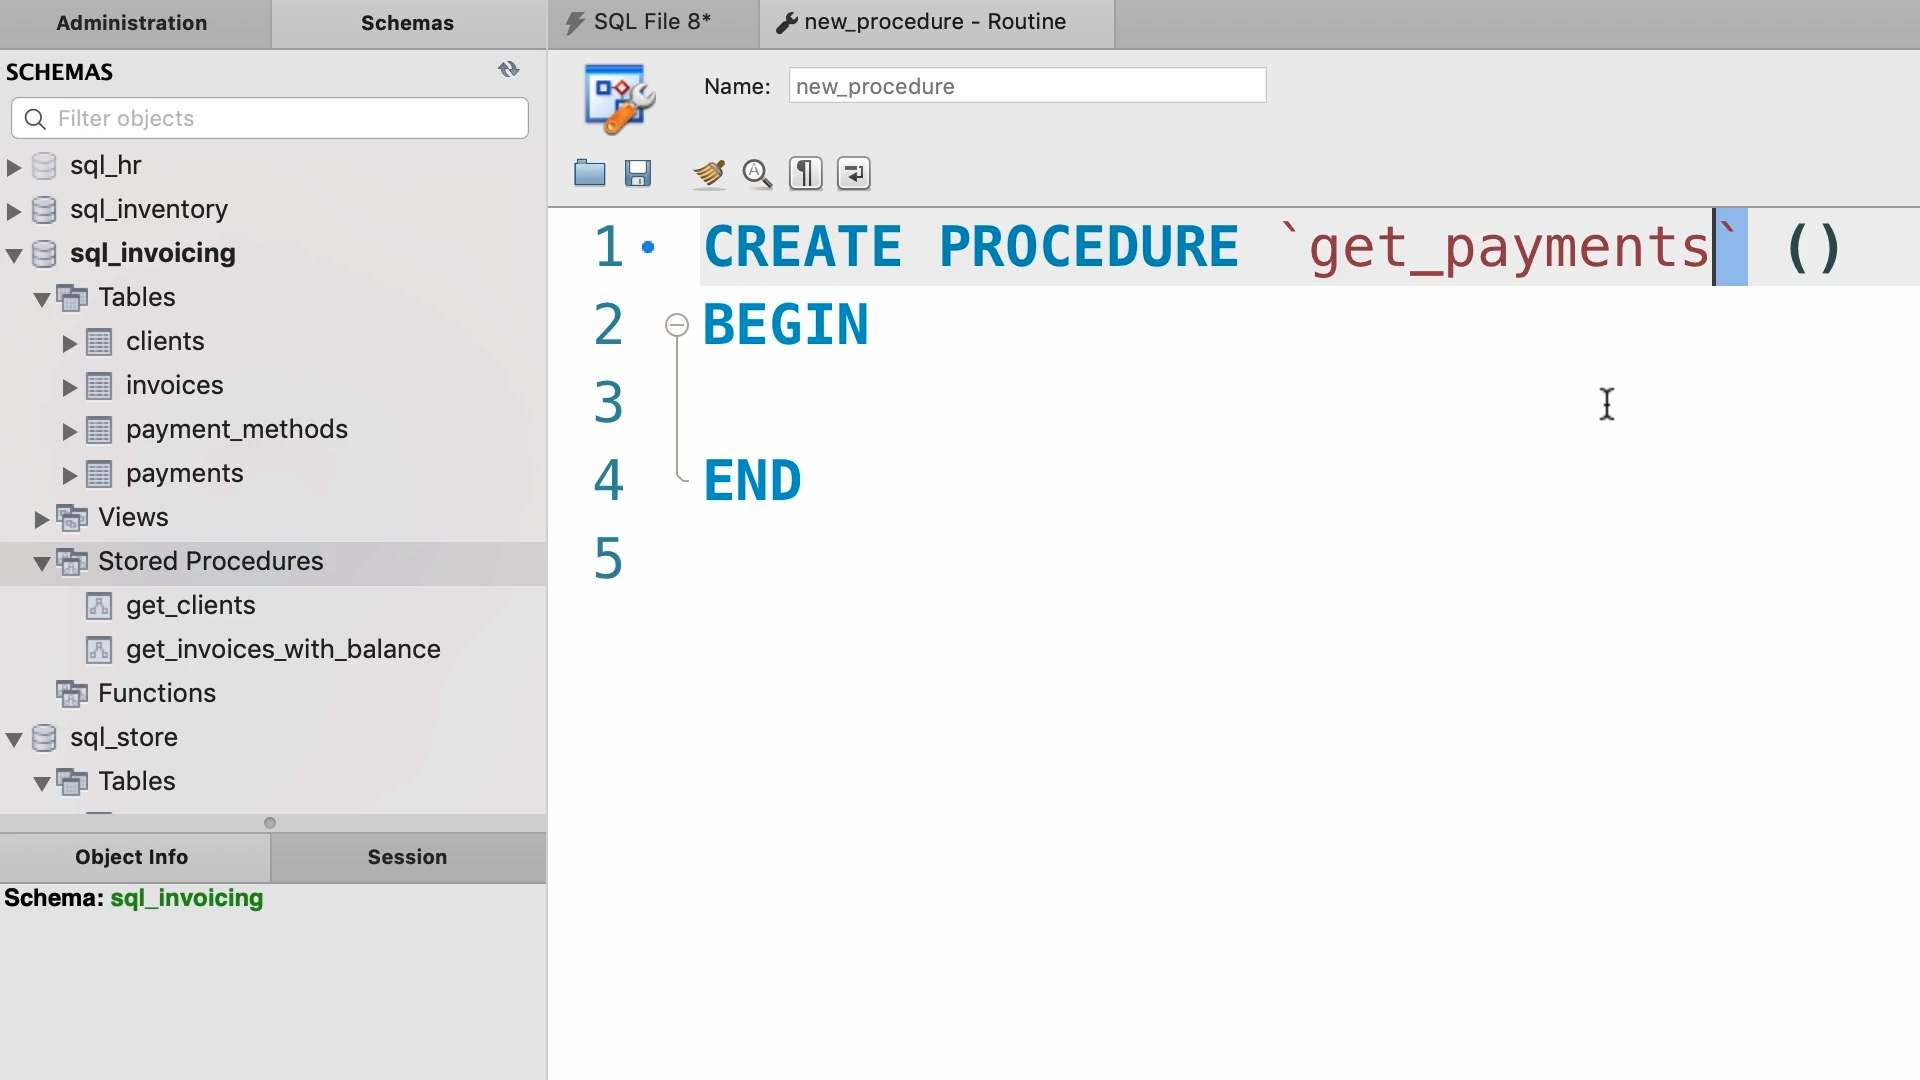 Administration
Schemas
SQL File 8*
new_procedure - Routine
SCHEMAS
Filter objects
sql_hr
sql_inventory
sql_invoicing
Tables
clients
invoices
payment_methods
payments
Views
Stored Procedures
get_clients
get_invoices_with_balance
Functions
sql_store
Tables
Object Info
Session
Schema: sql_invoicing
Name: new_procedure
1 CREATE PROCEDURE `get_payments` ()
2 BEGIN
3
4 END
5